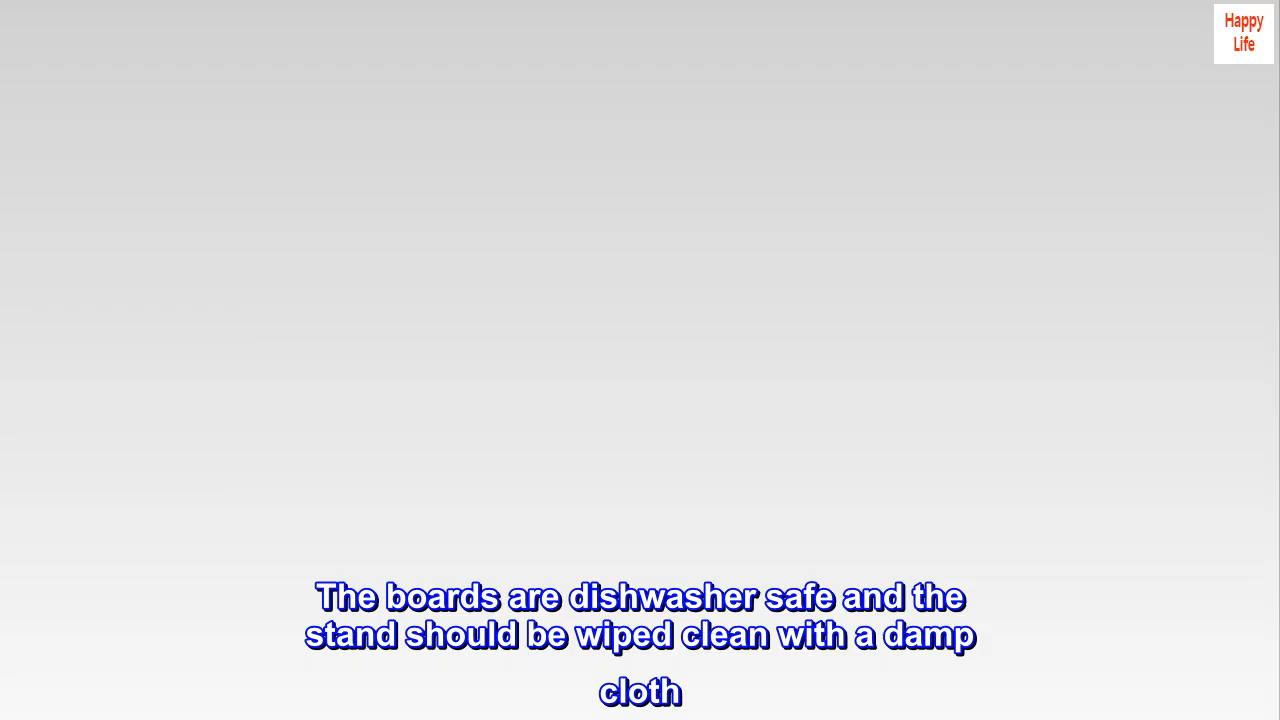 Happy
Life
The boards are dishwasher safe and the
stand should be wiped clean with a damp
cloth